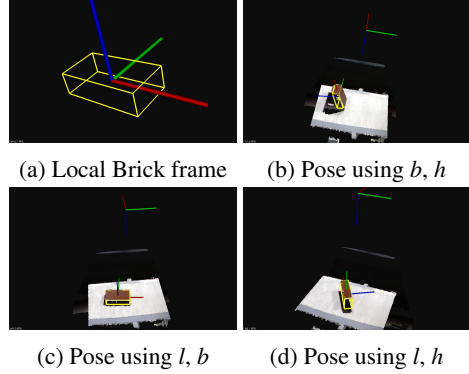 (a) Local Brick frame
(b) Pose using b, h
(c) Pose using l, b
(d) Pose using l, h